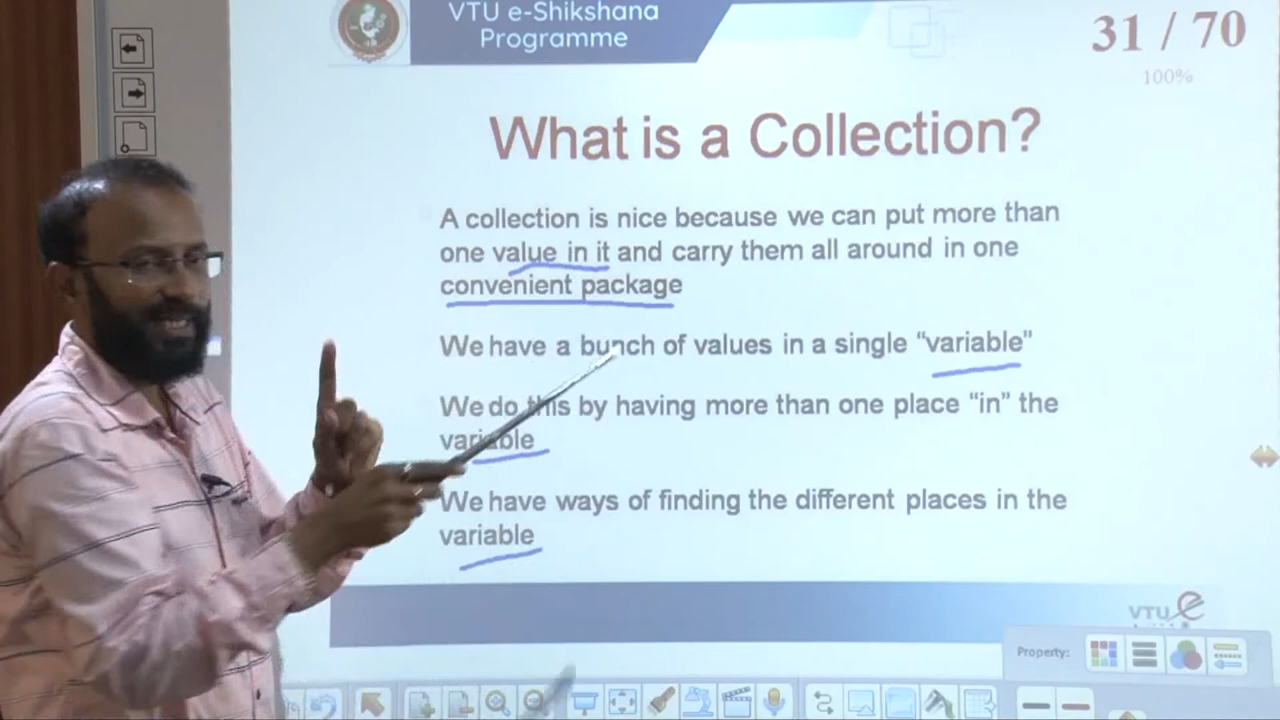 VTU e-Shikshana
Programme
31 / 70
100%
What is a Collection?
A collection is nice because we can put more than
one value in it and carry them all around in one
convenient package
We have a bunch of values in a single “variable”
We do this by having more than one place “in” the
variable
We have ways of finding the different places in the
variable
VTU e
Property: